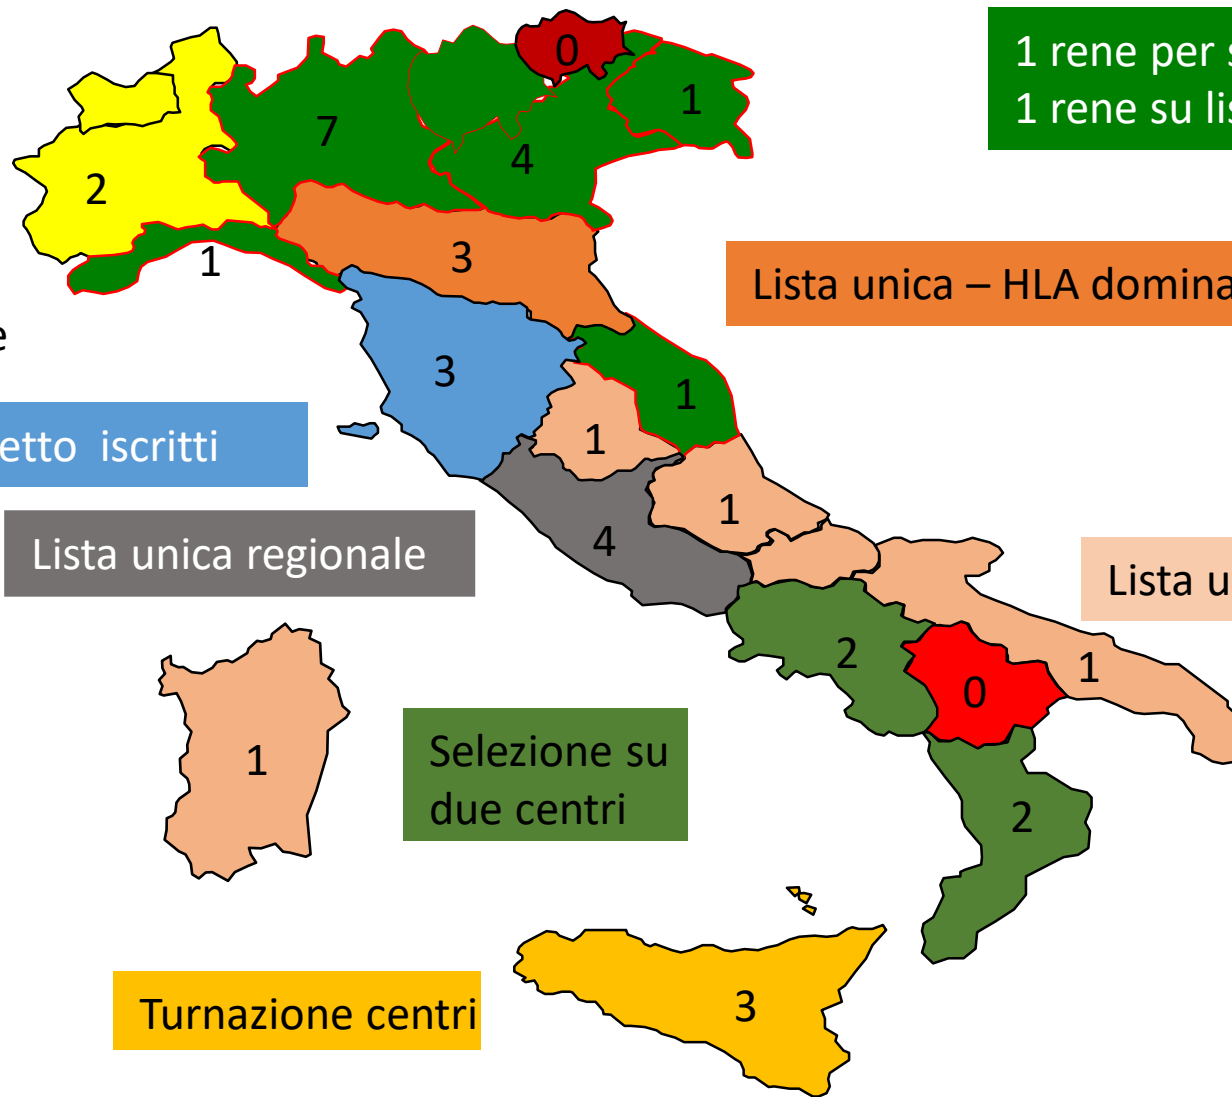 0
1 rene per s
1 rene su lis
7
1
4
2
1
3
Lista unica – HLA domina
e
3
1
etto iscritti
1
1
Lista unica regionale
4
Lista u
2
1
0
1
Selezione su
due centri
2
Turnazione centri
3